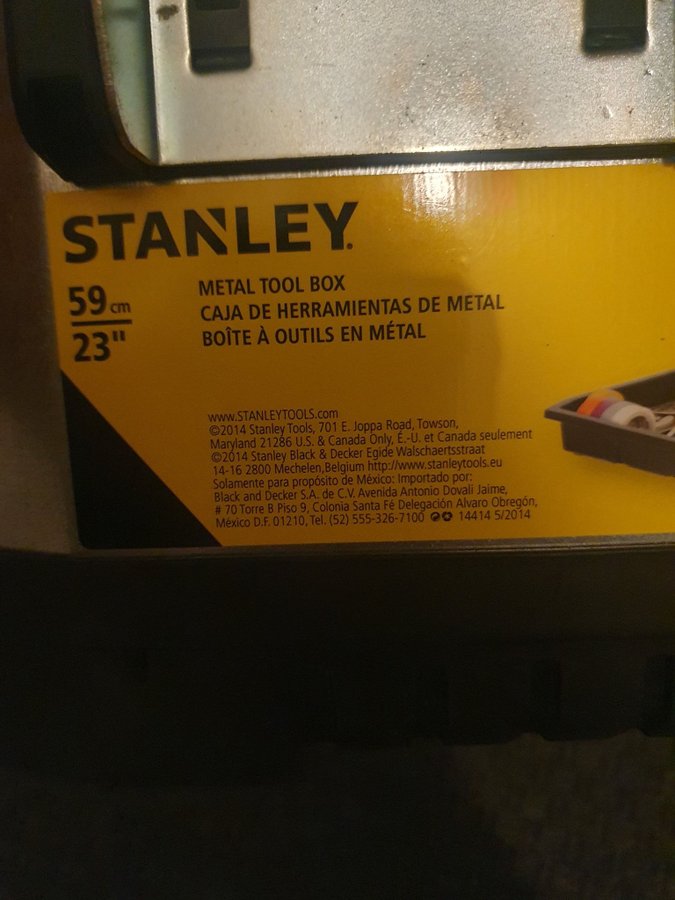 STANLEY.
59 cm
23"
METAL TOOL BOX
CAJA DE HERRAMIENTAS DE METAL
BOÎTE À OUTILS EN MÉTAL
www.STANLEYTOOLS.com
©2014 Stanley Tools, 701 E. Joppa Road, Towson,
Maryland 21286 U.S. & Canada Only, É.-U. et Canada seulement
©2014 Stanley Black & Decker Egide Walschaertsstraat
14-16 2800 Mechelen,Belgium http://www.stanleytools.eu
Solamente para propósito de México: Importado por:
Black and Decker S.A. de C.V. Avenida Antonio Dovali Jaime,
# 70 Torre B Piso 9, Colonia Santa Fé Delegación Alvaro Obregón,
México D.F. 01210, Tel. (52) 555-326-7100 14414 5/2014